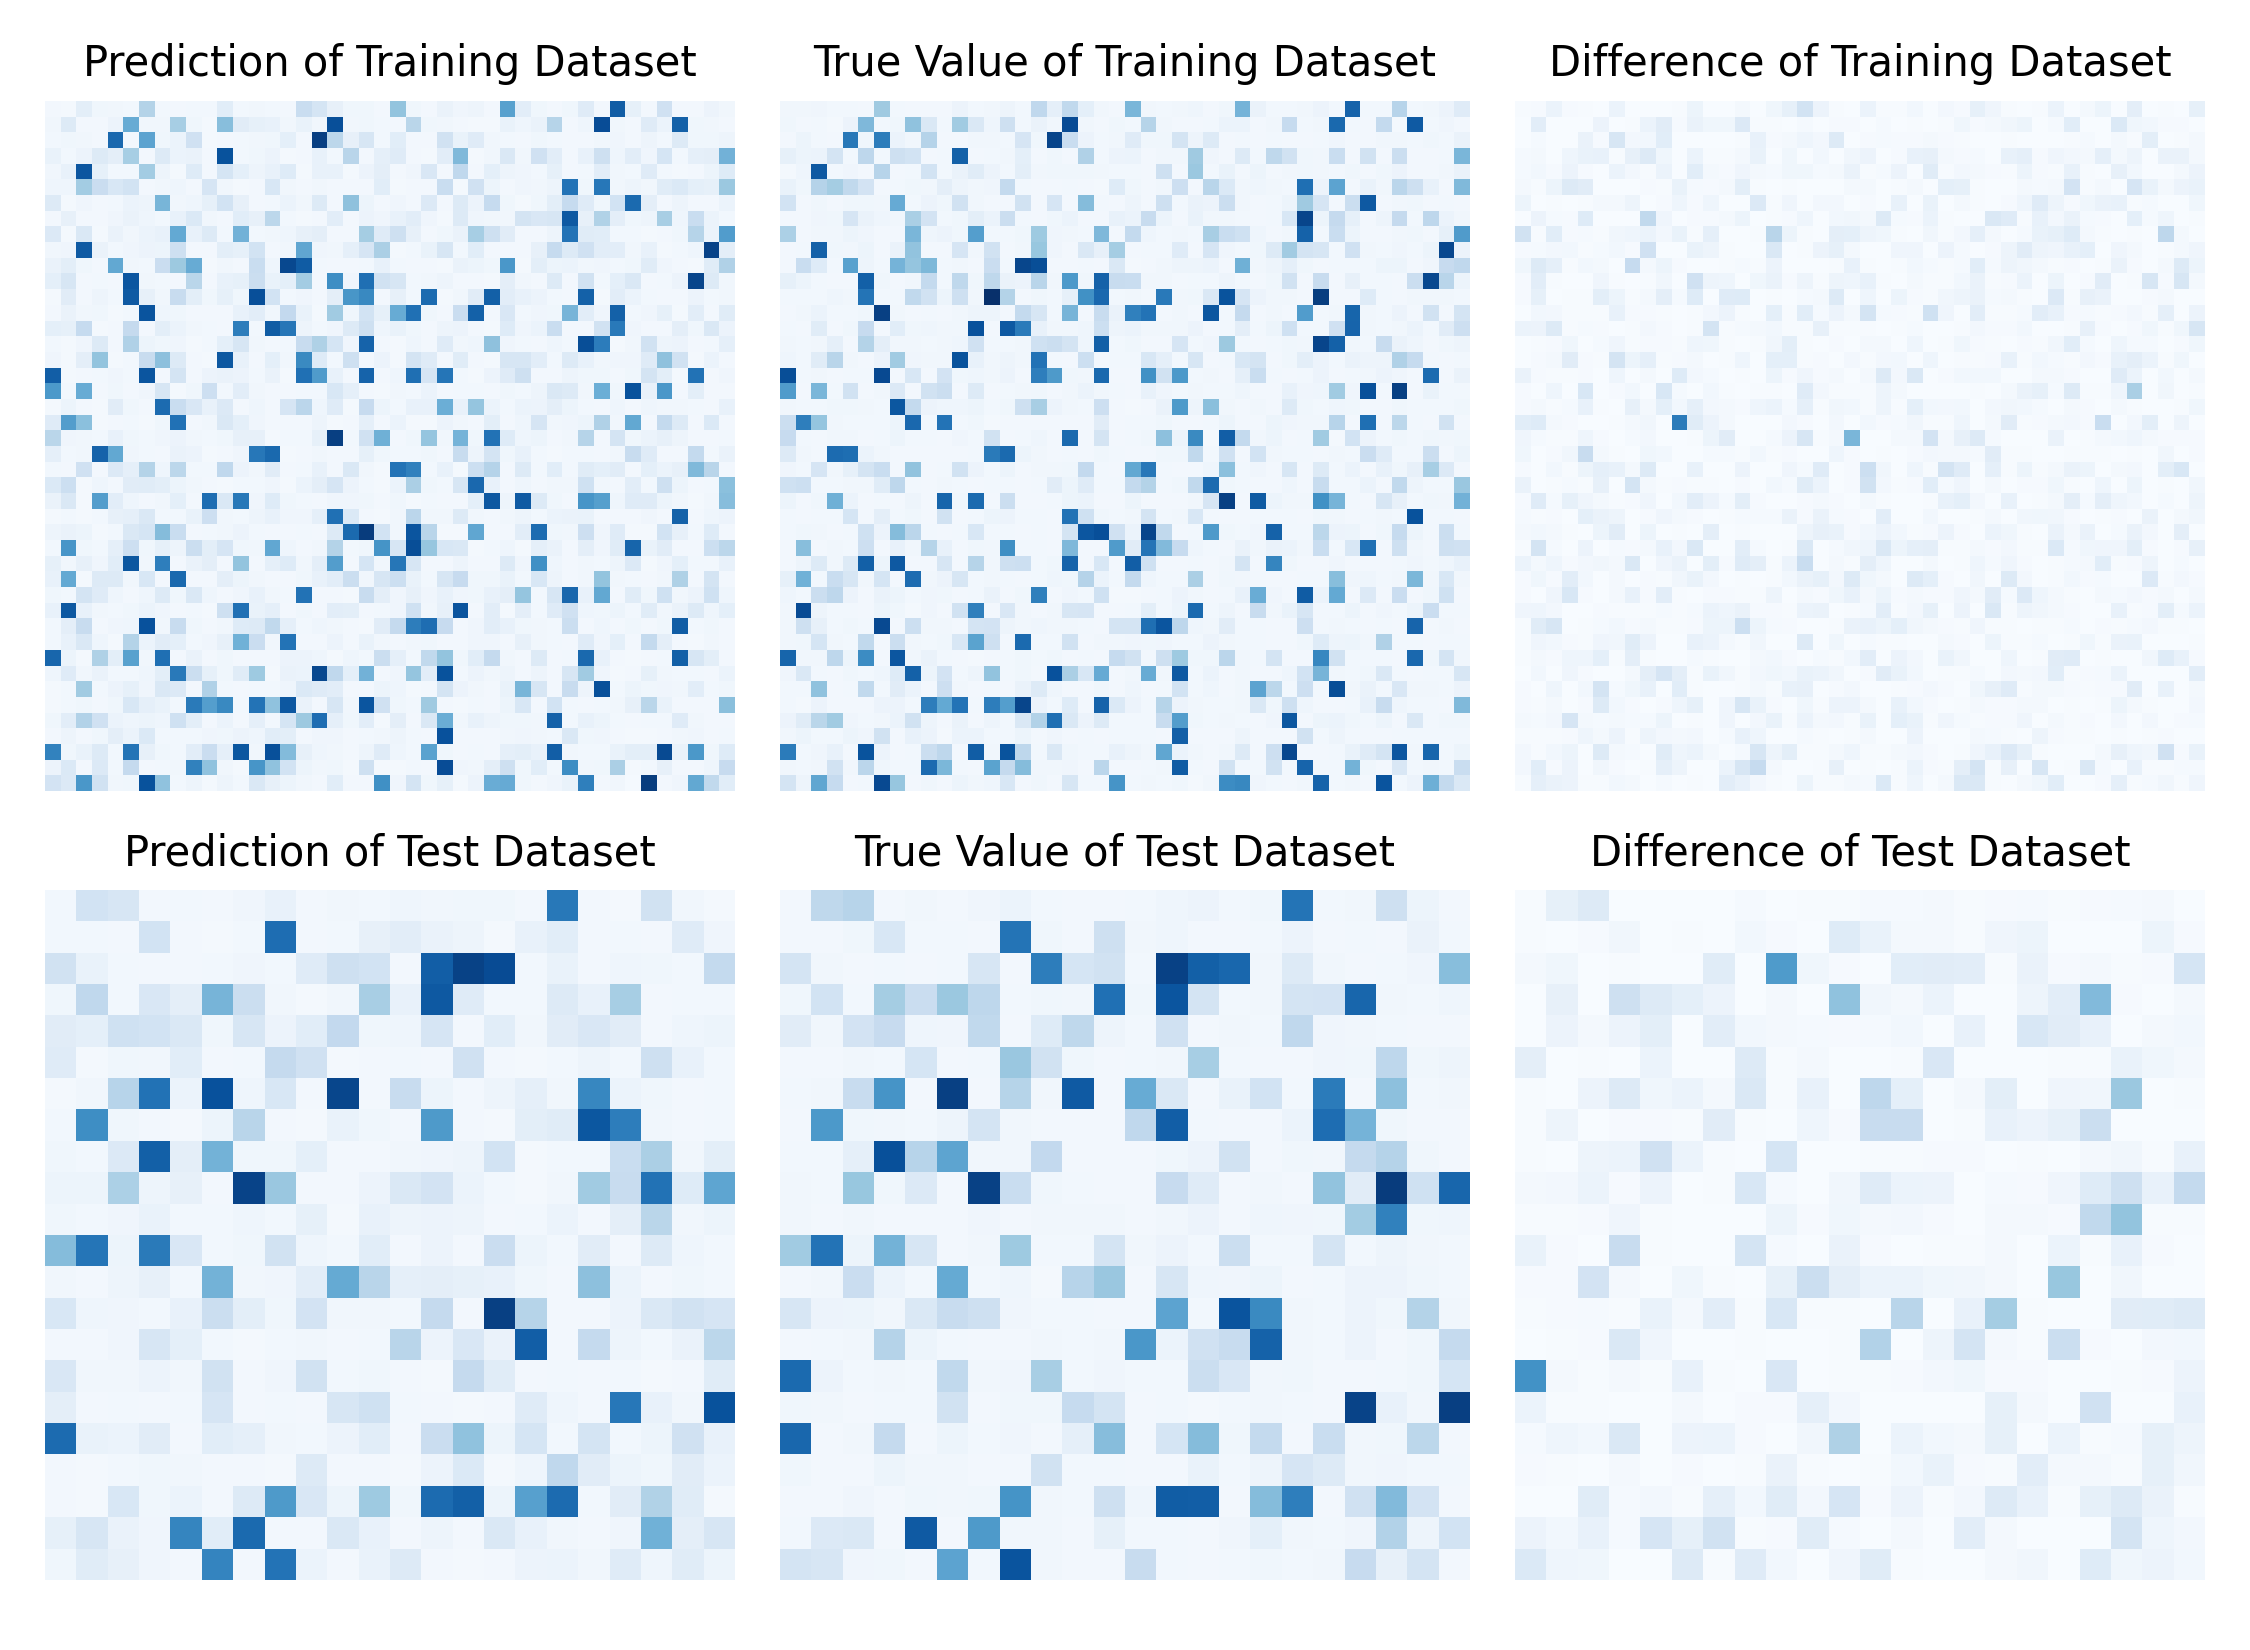 Prediction of Training Dataset
True Value of Training Dataset
Difference of Training Dataset
Prediction of Test Dataset
True Value of Test Dataset
Difference of Test Dataset